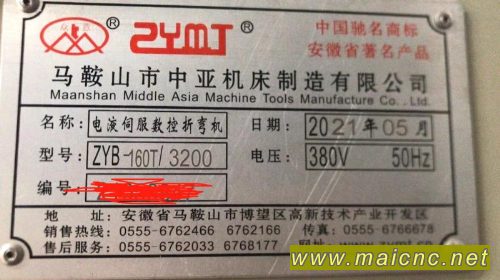 ZYMT
中国驰名商标
安徽省著名产品
马鞍山市中亚机床制造有限公司
Maanshan Middle Asia Machine Tools Manufacture Co., Ltd.
名称: 电液伺服数控折弯机 日期: 2021年05月
型号: ZYB-160T/3200 电压: 380V 50Hz
编号:
地址: 安徽省马鞍山市博望区高新技术产业开发区
销售热线: 0555-6762466 6762166 传真: 0555-6766678
售后服务: 0555-6762033 6768177
www.maicnc.net